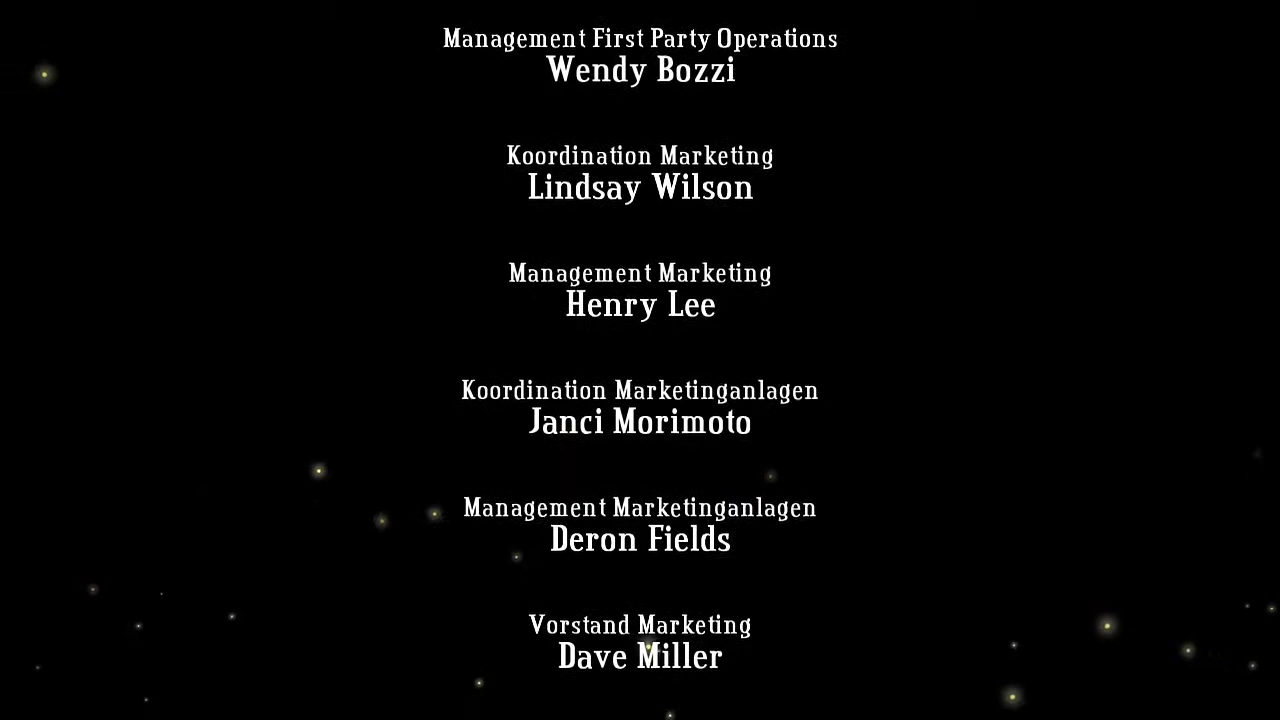 Management First Party Operations
Wendy Bozzi
Koordination Marketing
Lindsay Wilson
Management Marketing
Henry Lee
Koordination Marketinganlagen
Janci Morimoto
Management Marketinganlagen
Deron Fields
Vorstand Marketing
Dave Miller